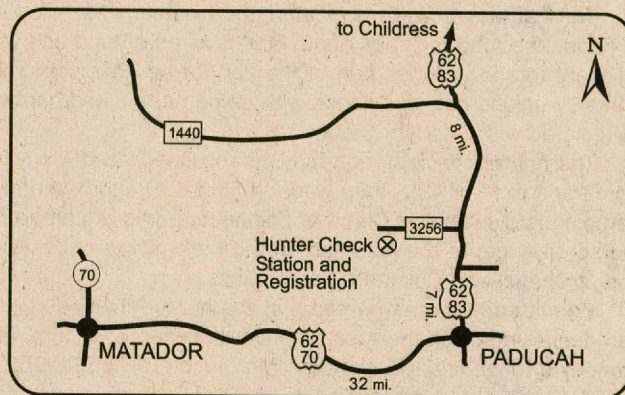 to Childress
62
83
N
1440
8 mi.
3256
Hunter Check
Station and
Registration
70
62
83
7 mi.
MATADOR
62
70
PADUCAH
32 mi.